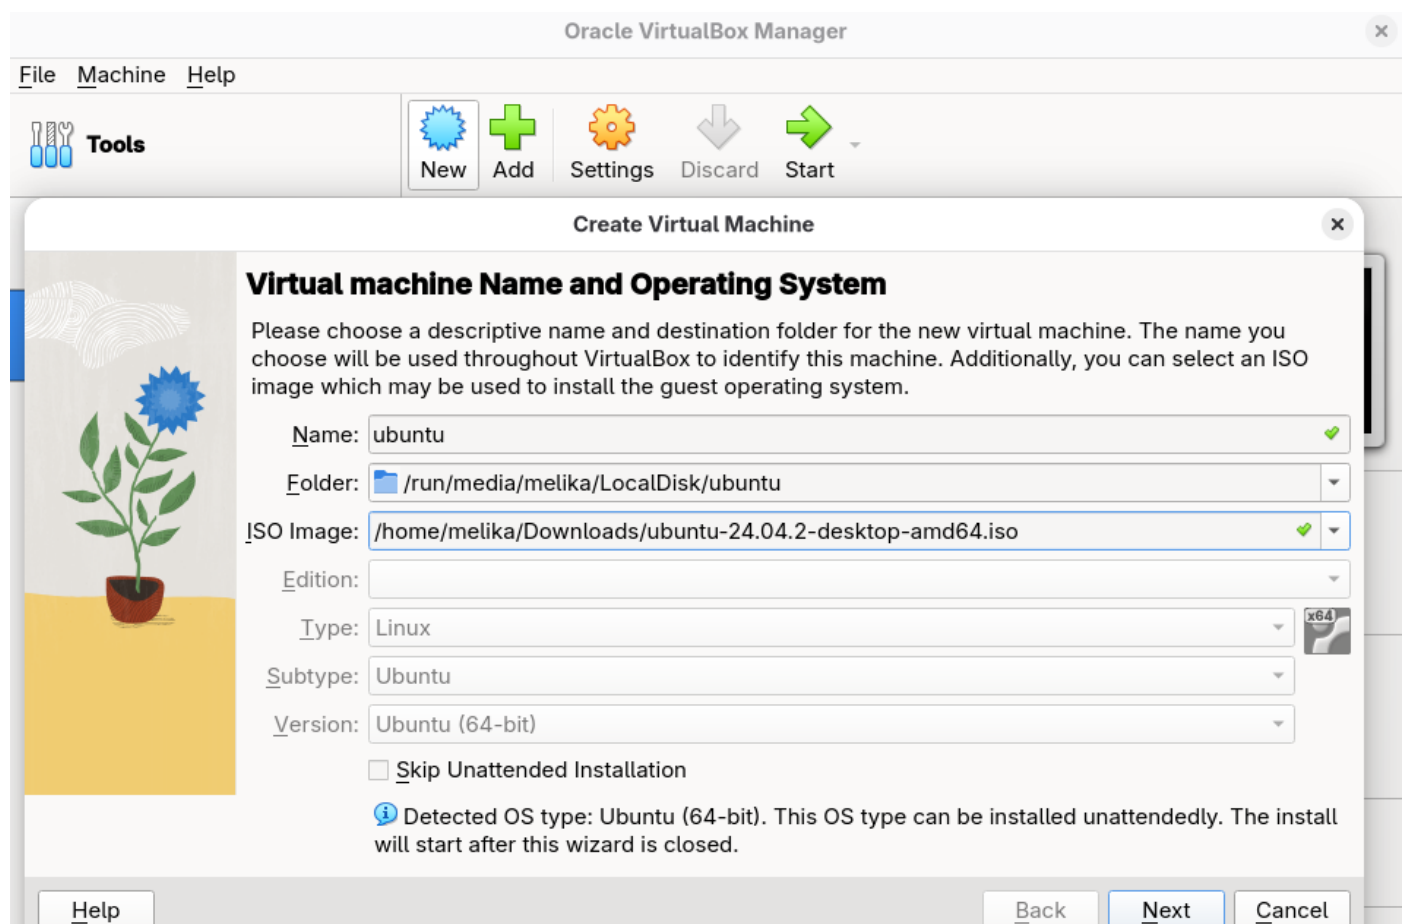 Oracle VirtualBox Manager
File Machine Help
Tools
New Add Settings Discard Start
Create Virtual Machine
Virtual machine Name and Operating System
Please choose a descriptive name and destination folder for the new virtual machine. The name you
choose will be used throughout VirtualBox to identify this machine. Additionally, you can select an ISO
image which may be used to install the guest operating system.
Name: ubuntu
Folder: /run/media/melika/LocalDisk/ubuntu
ISO Image: /home/melika/Downloads/ubuntu-24.04.2-desktop-amd64.iso
Edition:
Type: Linux x64
Subtype: Ubuntu
Version: Ubuntu (64-bit)
Skip Unattended Installation
Detected OS type: Ubuntu (64-bit). This OS type can be installed unattendedly. The install
will start after this wizard is closed.
Help Back Next Cancel